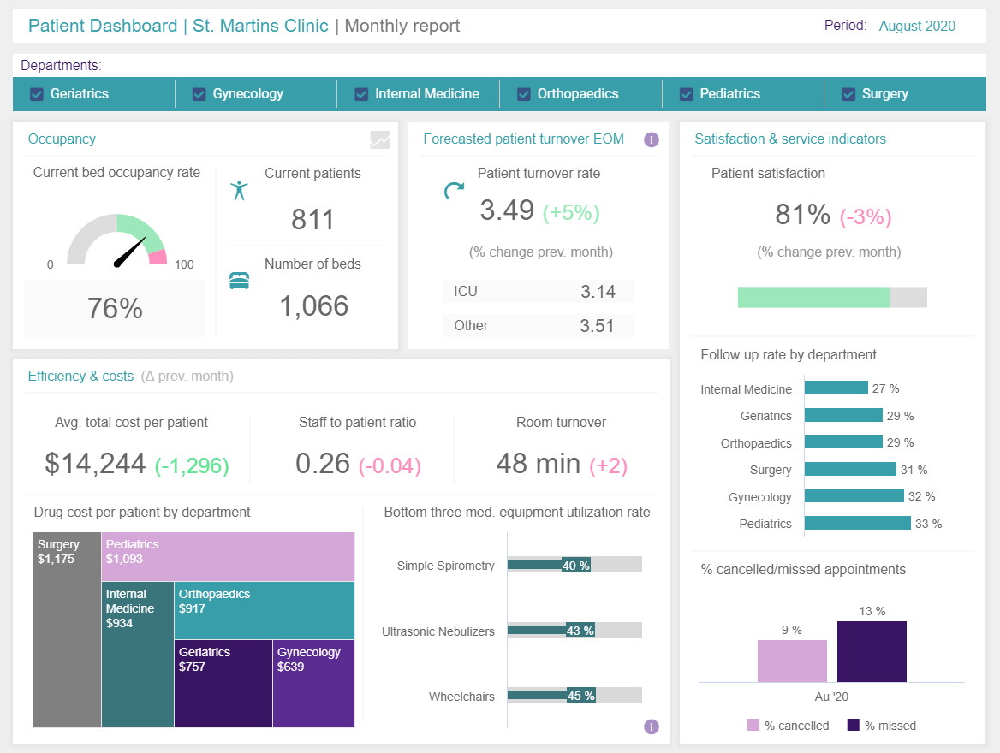 Patient Dashboard | St. Martins Clinic | Monthly report
Period: August 2020
Departments:
Geriatrics
Gynecology
Internal Medicine
Orthopaedics
Pediatrics
Surgery
Occupancy
Current bed occupancy rate
0
100
76%
Current patients
811
Number of beds
1,066
Forecasted patient turnover EOM
i
Patient turnover rate
3.49 (+5%)
(% change prev. month)
ICU 3.14
Other 3.51
Satisfaction & service indicators
Patient satisfaction
81% (-3%)
(% change prev. month)
Follow up rate by department
Internal Medicine 27 %
Geriatrics 29 %
Orthopaedics 29 %
Surgery 31 %
Gynecology 32 %
Pediatrics 33 %
% cancelled/missed appointments
9 %
13 %
Au '20
% cancelled
% missed
Efficiency & costs (Δ prev. month)
Avg. total cost per patient
$14,244 (-1,296)
Staff to patient ratio
0.26 (-0.04)
Room turnover
48 min (+2)
Drug cost per patient by department
Surgery
$1,175
Pediatrics
$1,093
Internal
Medicine
$934
Orthopaedics
$917
Geriatrics
$757
Gynecology
$639
Bottom three med. equipment utilization rate
Simple Spirometry 40 %
Ultrasonic Nebulizers 43 %
Wheelchairs 45 %
i